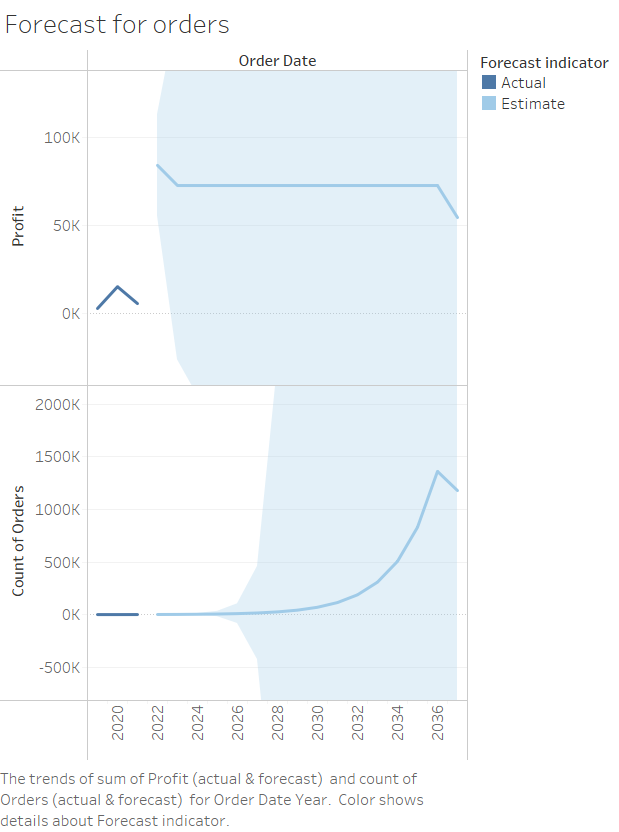 Forecast for orders
Order Date
Forecast indicator
Actual
Estimate
100K
50K
0K
Profit
2000K
1500K
1000K
500K
0K
-500K
Count of Orders
2020
2022
2024
2026
2028
2030
2032
2034
2036
The trends of sum of Profit (actual & forecast)  and count of
Orders (actual & forecast)  for Order Date Year.  Color shows
details about Forecast indicator.